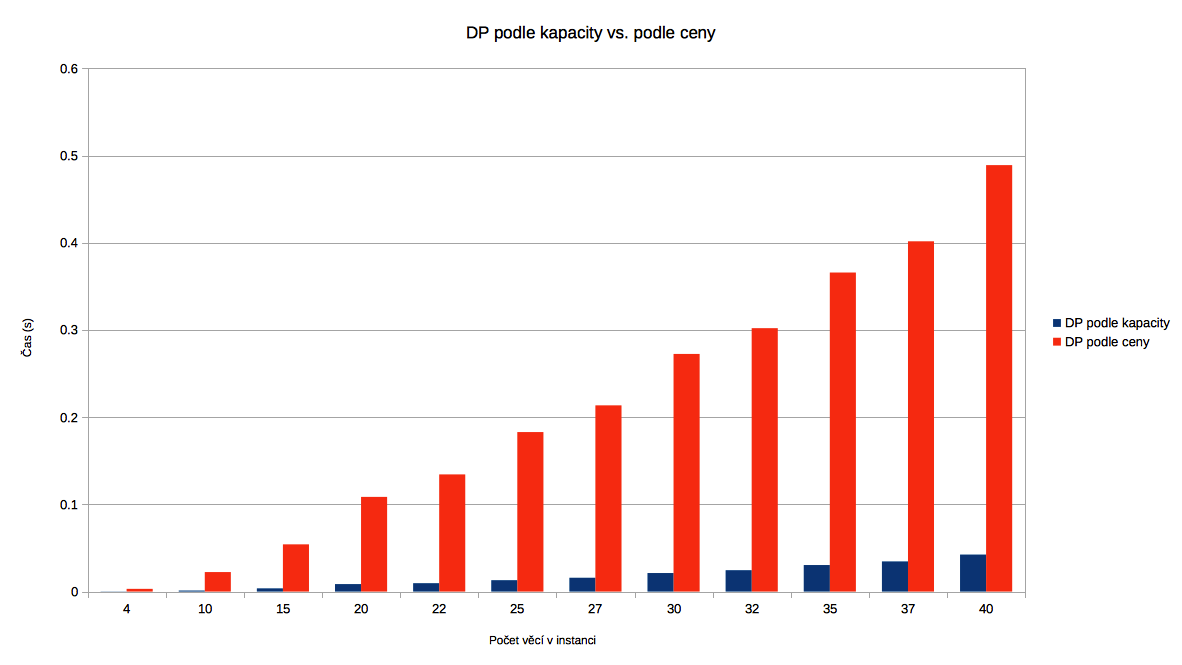 DP podle kapacity vs. podle ceny
0.6
0.5
0.4
0.3
0.2
0.1
0
Čas (s)
4 10 15 20 22 25 27 30 32 35 37 40
Počet věcí v instanci
DP podle kapacity
DP podle ceny